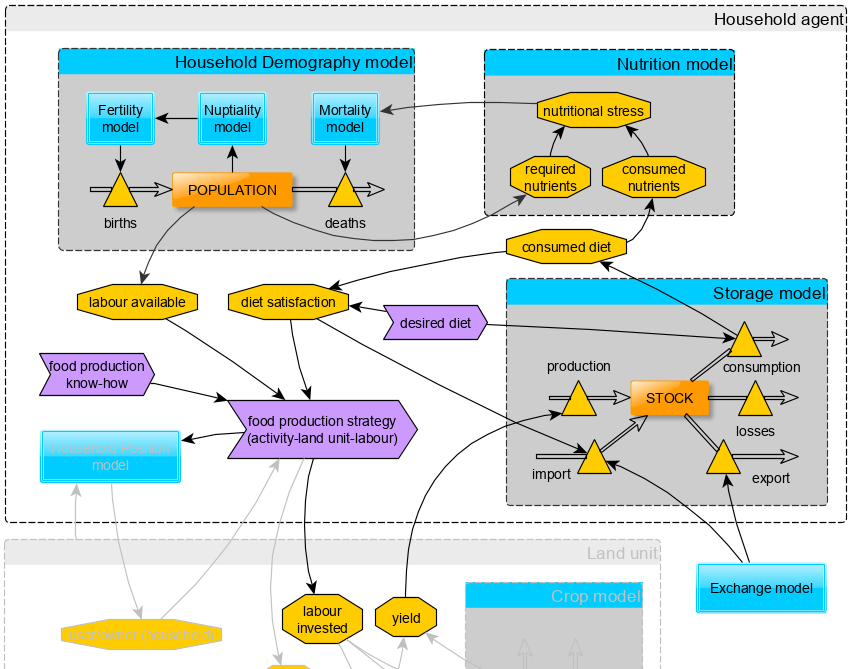 Household agent
Household Demography model
Nutrition model
Fertility
model
Nuptiality
model
Mortality
model
nutritional stress
required
nutrients
consumed
nutrients
POPULATION
births
deaths
consumed diet
labour available
diet satisfaction
desired diet
Storage model
consumption
production
STOCK
losses
import
export
food production
know-how
food production strategy
(activity-land unit-labour)
model
Land unit
Exchange model
Crop model
labour
invested
yield
user/owner (household)